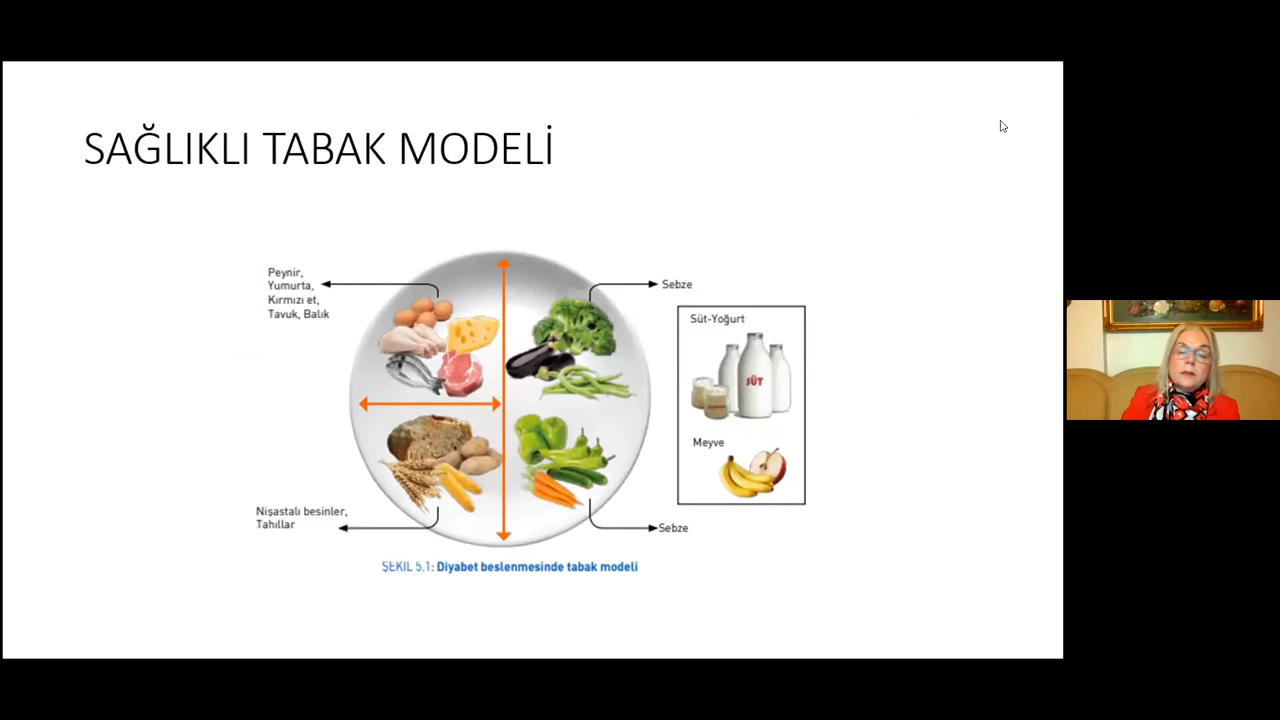 SAĞLIKLI TABAK MODELİ
Peynir,
Yumurta,
Kırmızı et,
Tavuk, Balık
Sebze
Süt-Yoğurt
SÜT
Meyve
Nişastalı besinler,
Tahıllar
Sebze
ŞEKİL 5.1: Diyabet beslenmesinde tabak modeli